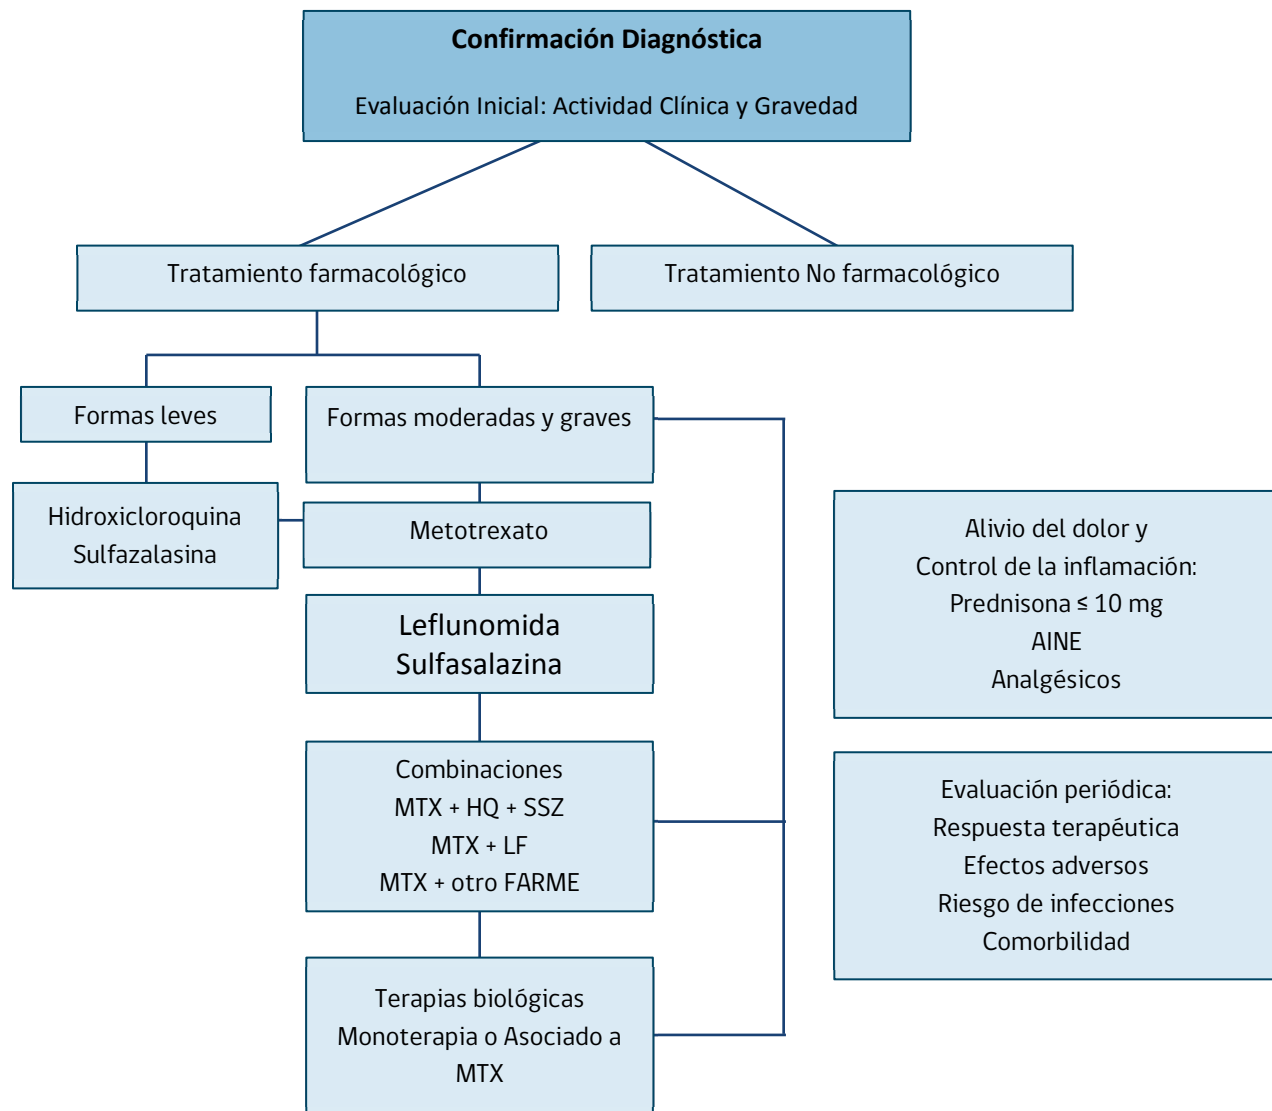 Confirmación Diagnóstica
Evaluación Inicial: Actividad Clínica y Gravedad
Tratamiento farmacológico
Tratamiento No farmacológico
Formas leves
Formas moderadas y graves
Hidroxicloroquina
Sulfazalasina
Metotrexato
Leflunomida
Sulfasalazina
Combinaciones
MTX + HQ + SSZ
MTX + LF
MTX + otro FARME
Terapias biológicas
Monoterapia o Asociado a
MTX
Alivio del dolor y
Control de la inflamación:
Prednisona ≤ 10 mg
AINE
Analgésicos
Evaluación periódica:
Respuesta terapéutica
Efectos adversos
Riesgo de infecciones
Comorbilidad